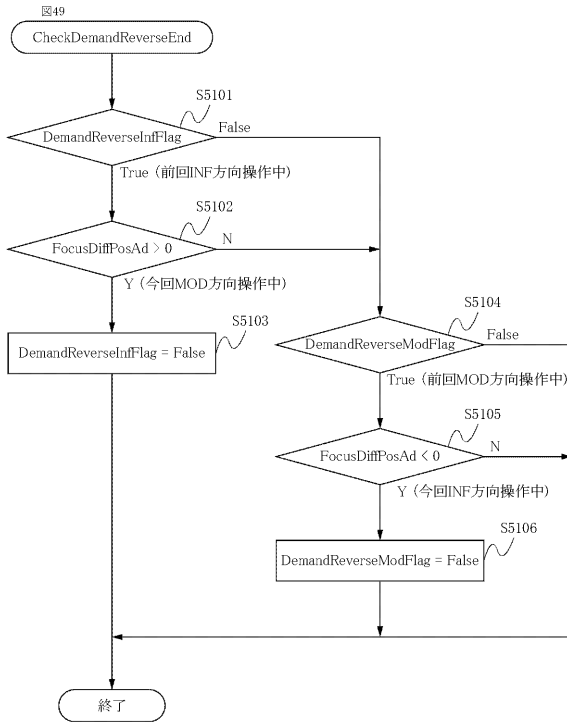 図49
CheckDemandReverseEnd
S5101
DemandReverseInfFlag
False
True (前回INF方向操作中)
S5102
FocusDiffPosAd > 0
N
Y (今回MOD方向操作中)
S5103
DemandReverseInfFlag = False
S5104
DemandReverseModFlag
False
True (前回MOD方向操作中)
S5105
FocusDiffPosAd < 0
N
Y (今回INF方向操作中)
S5106
DemandReverseModFlag = False
終了